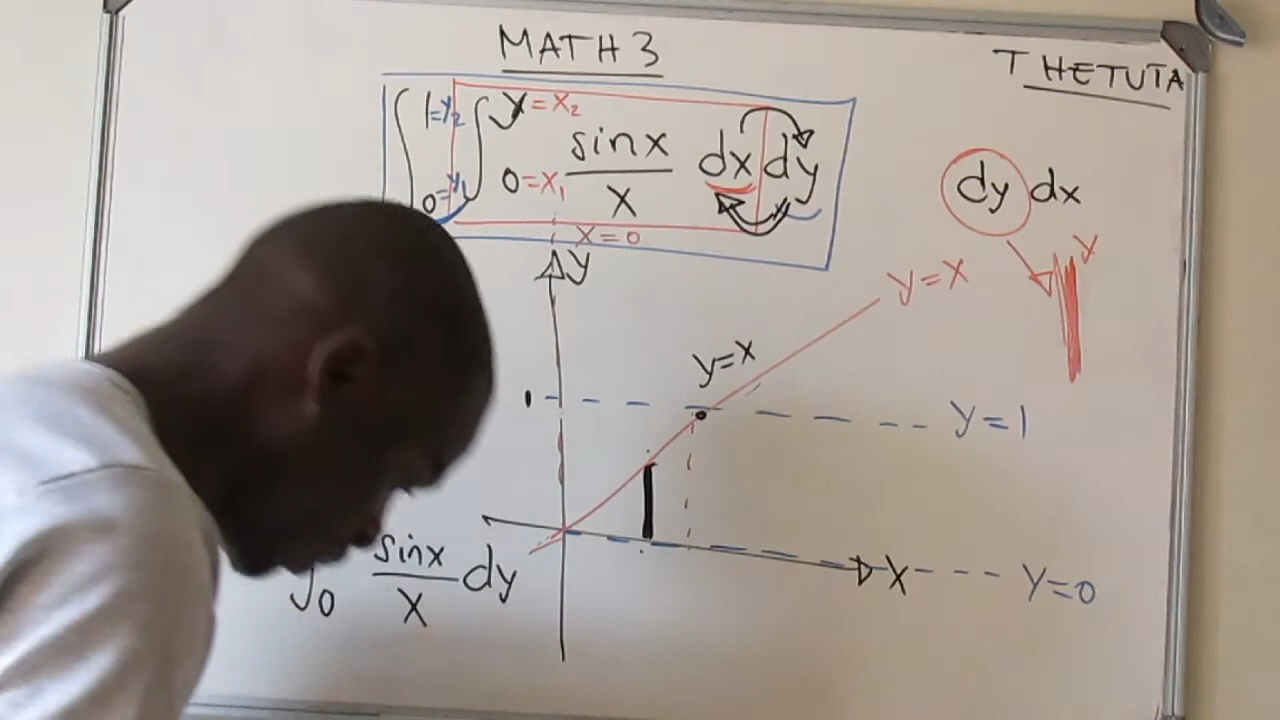 MATH 3
THETUTA
∫ 1=y₂ ∫ y=x₂
0=y₁ 0=x₁ sinx/x dx dy
x=0
dy dx
y
x
y=x
y=x
y=1
x
y=0
∫₀ sinx/x dy